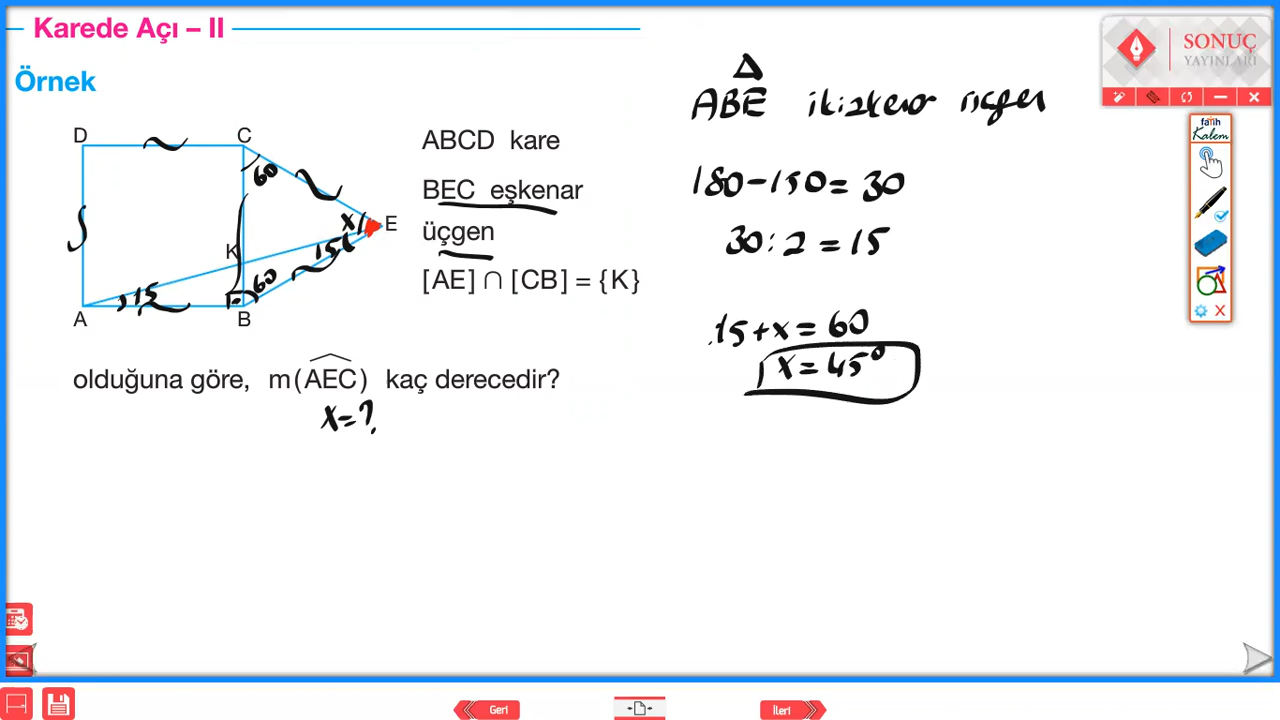 Karede Açı – II
SONUÇ
YAYINLARI
Örnek
D
C
60
K
X
E
15
15
60
A
B
ABCD kare
BEC eşkenar
üçgen
[AE] ∩ [CB] = {K}
olduğuna göre, m(AEC) kaç derecedir?
x=?
ABE ikizkenar üçgen
180-150=30
30:2=15
15+x=60
x=45°
fatih
Kalem
Geri
İleri